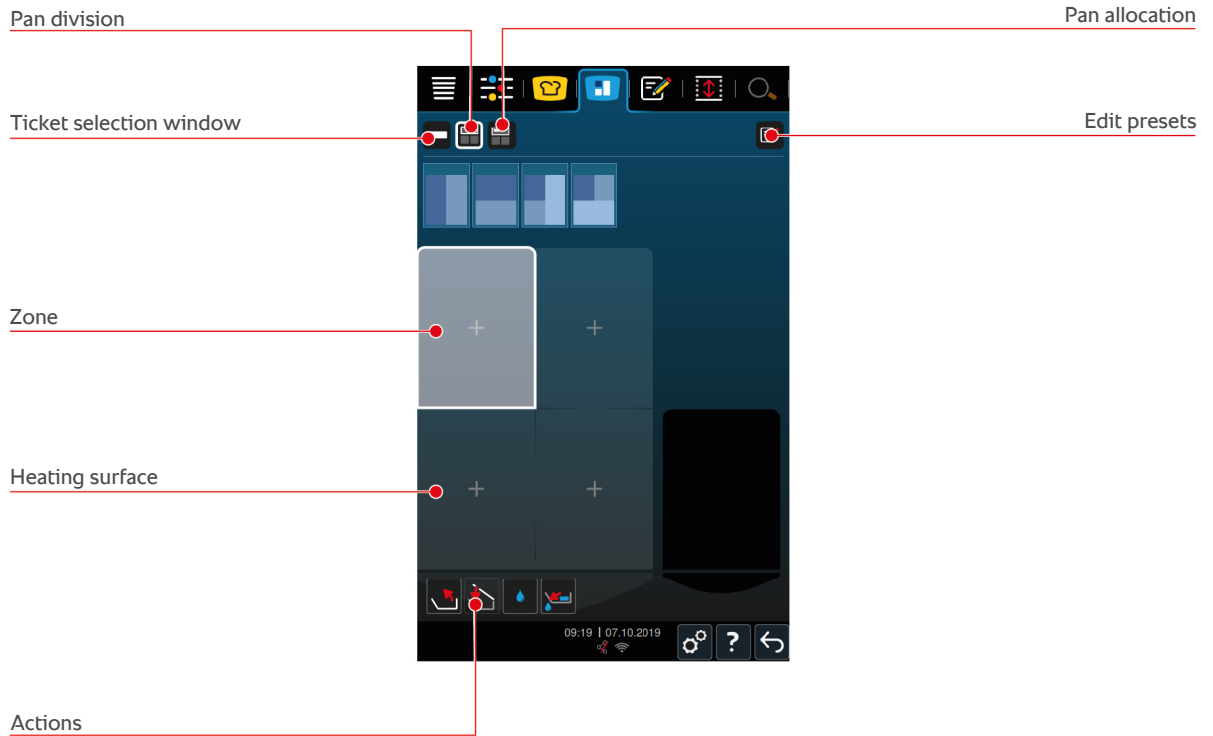 Pan division
Pan allocation
Ticket selection window
Edit presets
Zone
Heating surface
09:19 | 07.10.2019
?
Actions